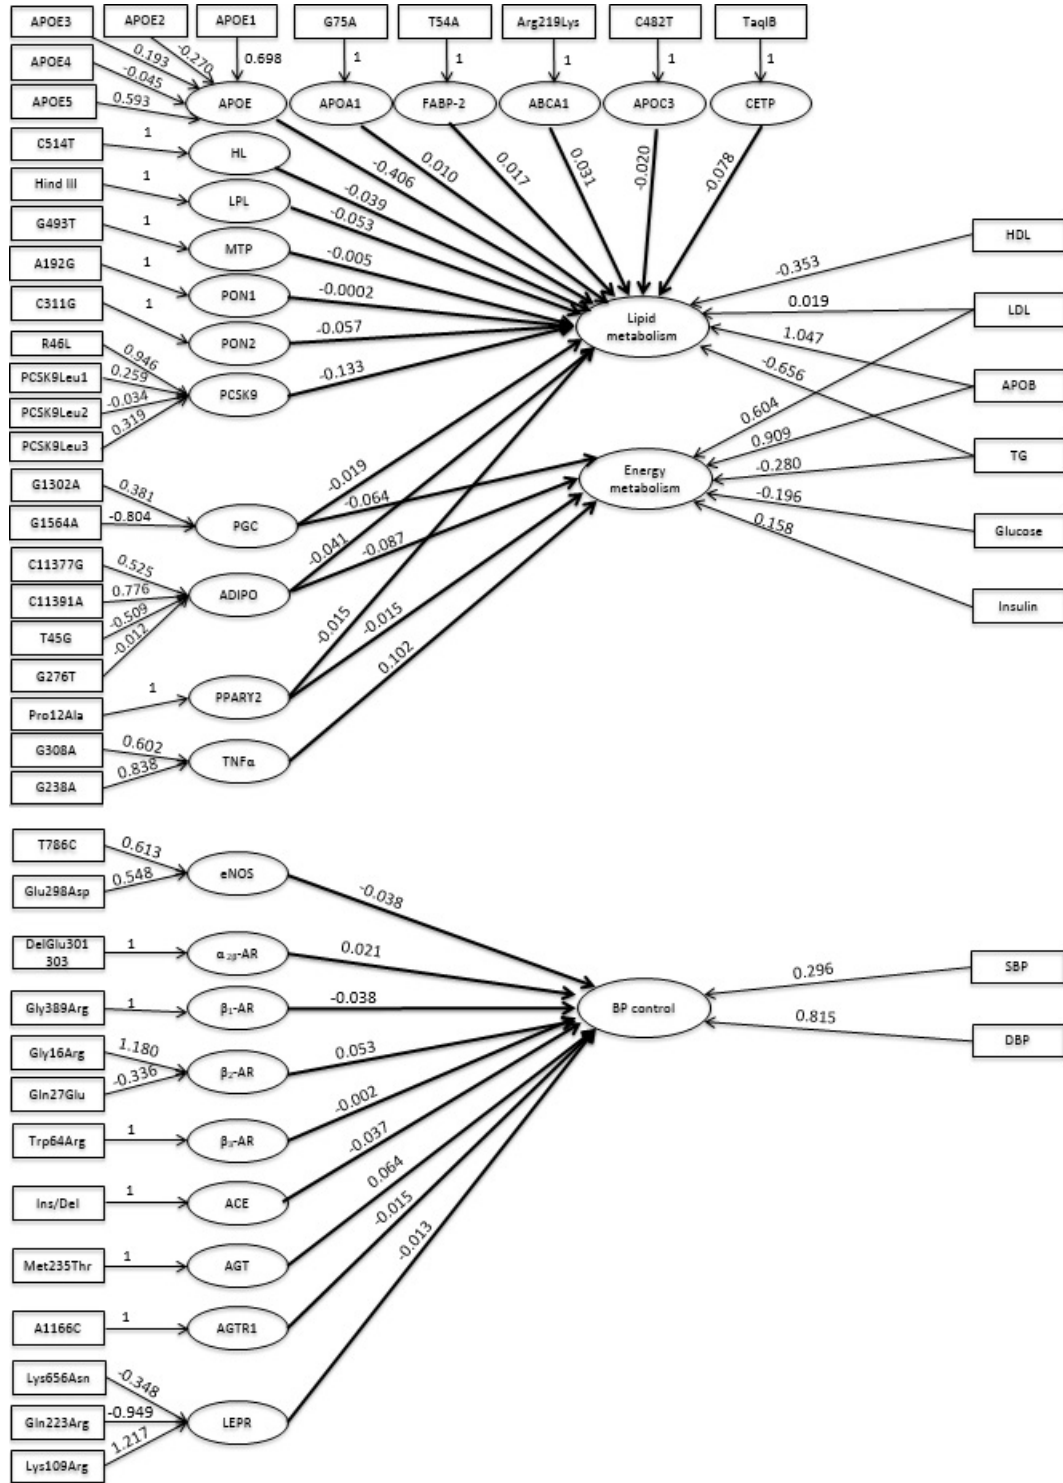 APOE3
APOE2
APOE1
G75A
T54A
Arg219Lys
C482T
TaqIB
0.193
-0.270
0.698
1
1
1
1
1
APOE4
-0.045
APOE5
0.593
APOE
APOA1
FABP-2
ABCA1
APOC3
CETP
C514T
1
HL
-0.406
0.010
0.017
0.031
-0.020
-0.078
Hind III
1
LPL
-0.039
-0.053
G493T
1
MTP
-0.005
HDL
-0.353
A192G
1
PON1
-0.0002
C311G
1
PON2
-0.057
Lipid
metabolism
0.019
LDL
R46L
0.946
PCSK9Leu1
0.259
PCSK9
-0.133
1.047
-0.656
APOB
PCSK9Leu2
-0.034
PCSK9Leu3
0.319
0.604
0.909
TG
G1302A
0.381
-0.019
Energy
metabolism
-0.280
G1564A
-0.804
PGC
-0.064
-0.196
Glucose
0.158
C11377G
0.525
-0.041
-0.087
C11391A
0.776
ADIPO
Insulin
T45G
-0.509
-0.015
-0.015
G276T
-0.012
0.102
Pro12Ala
1
PPARY2
G308A
0.602
TNFα
G238A
0.838
T786C
0.613
eNOS
-0.038
Glu298Asp
0.548
DelGlu301
303
1
α₂ᵦ-AR
0.021
0.296
SBP
Gly389Arg
1
β₁-AR
-0.038
BP control
0.815
DBP
Gly16Arg
1.180
β₂-AR
0.053
Gln27Glu
-0.336
-0.002
Trp64Arg
1
β₃-AR
-0.037
Ins/Del
1
ACE
0.064
-0.015
Met235Thr
1
AGT
-0.013
A1166C
1
AGTR1
Lys656Asn
-0.348
Gln223Arg
-0.949
LEPR
Lys109Arg
1.217